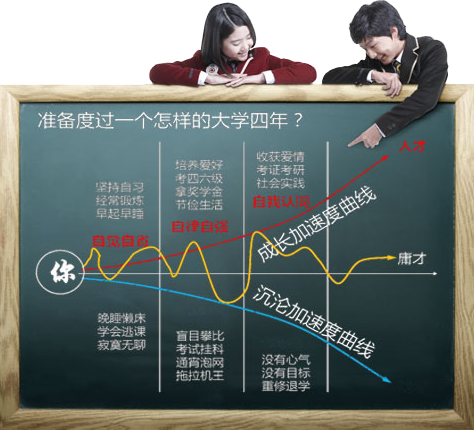 准备度过一个怎样的大学四年？
坚持自习
经常锻炼
早起早睡
自觉自省
培养爱好
考四六级
拿奖学金
节俭生活
自律自强
收获爱情
考证考研
社会实践
人才
成长加速度曲线
你
庸才
沉沦加速度曲线
晚睡懒床
学会逃课
寂寞无聊
盲目攀比
考试挂科
通宵泡网
拖拉机王
没有心气
没有目标
重修退学